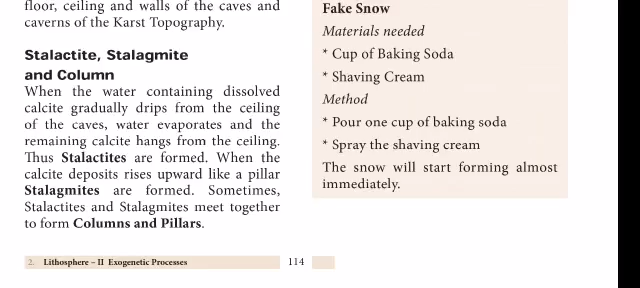 floor, ceiling and walls of the caves and
caverns of the Karst Topography.
Stalactite, Stalagmite
and Column
When the water containing dissolved
calcite gradually drips from the ceiling
of the caves, water evaporates and the
remaining calcite hangs from the ceiling.
Thus Stalactites are formed. When the
calcite deposits rises upward like a pillar
Stalagmites are formed. Sometimes,
Stalactites and Stalagmites meet together
to form Columns and Pillars.
Fake Snow
Materials needed
* Cup of Baking Soda
* Shaving Cream
Method
* Pour one cup of baking soda
* Spray the shaving cream
The snow will start forming almost
immediately.
2. Lithosphere – II Exogenetic Processes
114